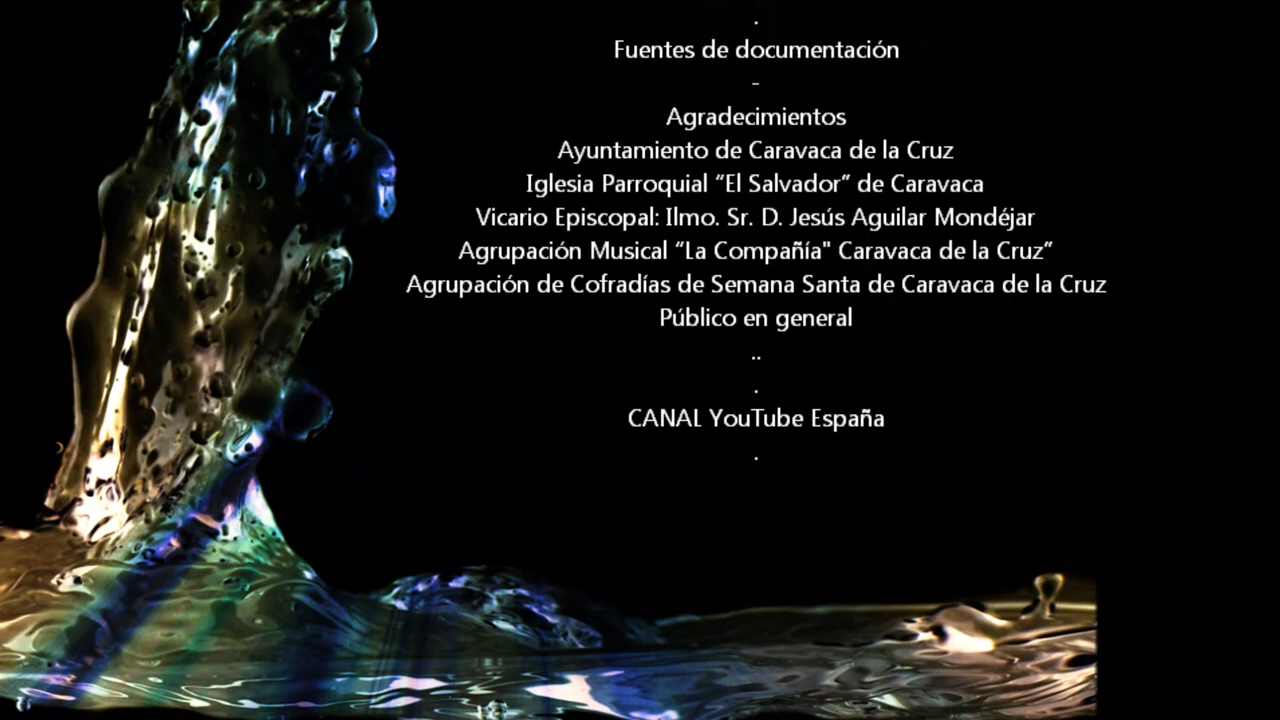 .
Fuentes de documentación
-
Agradecimientos
Ayuntamiento de Caravaca de la Cruz
Iglesia Parroquial “El Salvador” de Caravaca
Vicario Episcopal: Ilmo. Sr. D. Jesús Aguilar Mondéjar
Agrupación Musical “La Compañía" Caravaca de la Cruz”
Agrupación de Cofradías de Semana Santa de Caravaca de la Cruz
Público en general
..
.
CANAL YouTube España
.